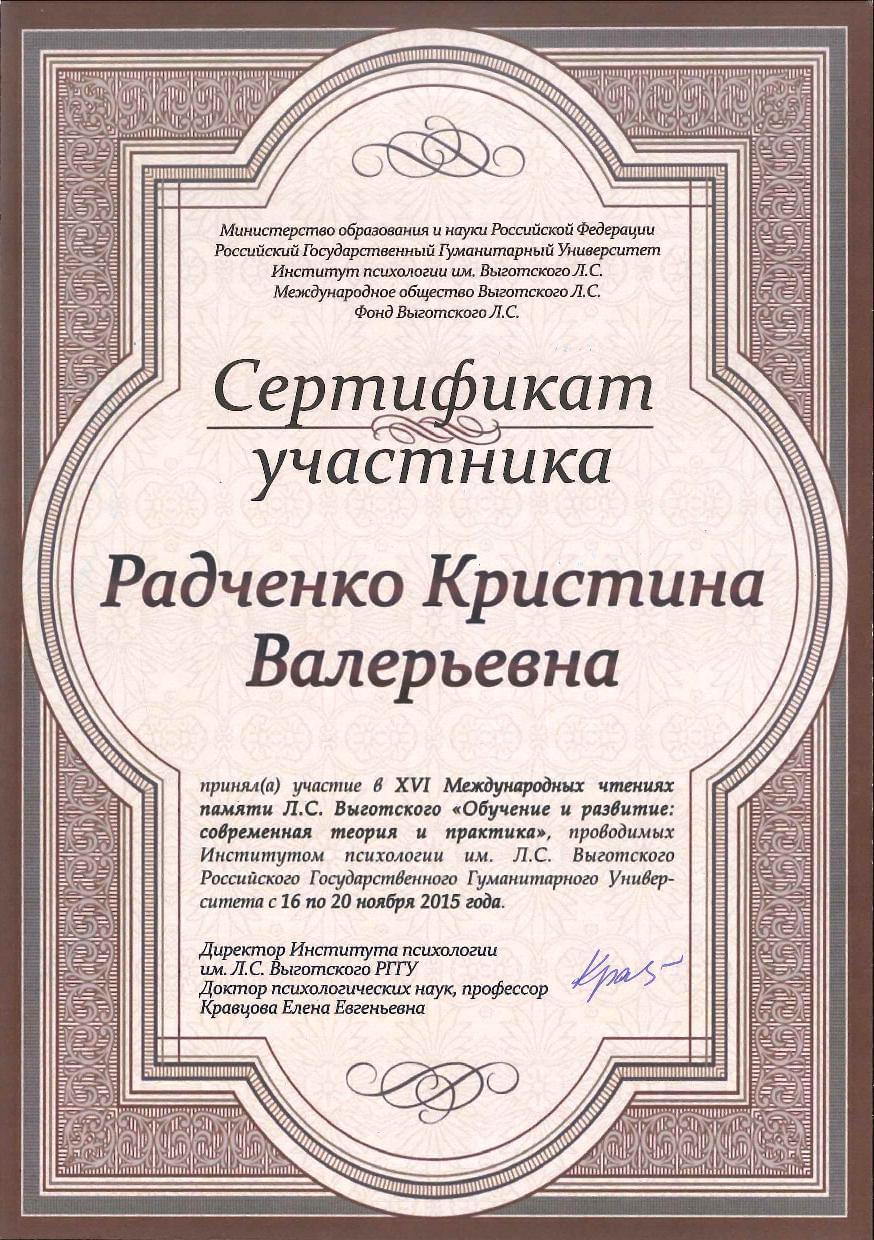 Министерство образования и науки Российской Федерации
Российский Государственный Гуманитарный Университет
Институт психологии им. Выготского Л.С.
Международное общество Выготского Л.С.
Фонд Выготского Л.С.
Сертификат
участника
Радченко Кристина
Валерьевна
принял(а) участие в XVI Международных чтениях
памяти Л.С. Выготского «Обучение и развитие:
современная теория и практика», проводимых
Институтом психологии им. Л.С. Выготского
Российского Государственного Гуманитарного Универ-
ситета с 16 по 20 ноября 2015 года.
Директор Института психологии
им. Л.С. Выготского РГГУ
Доктор психологических наук, профессор
Кравцова Елена Евгеньевна